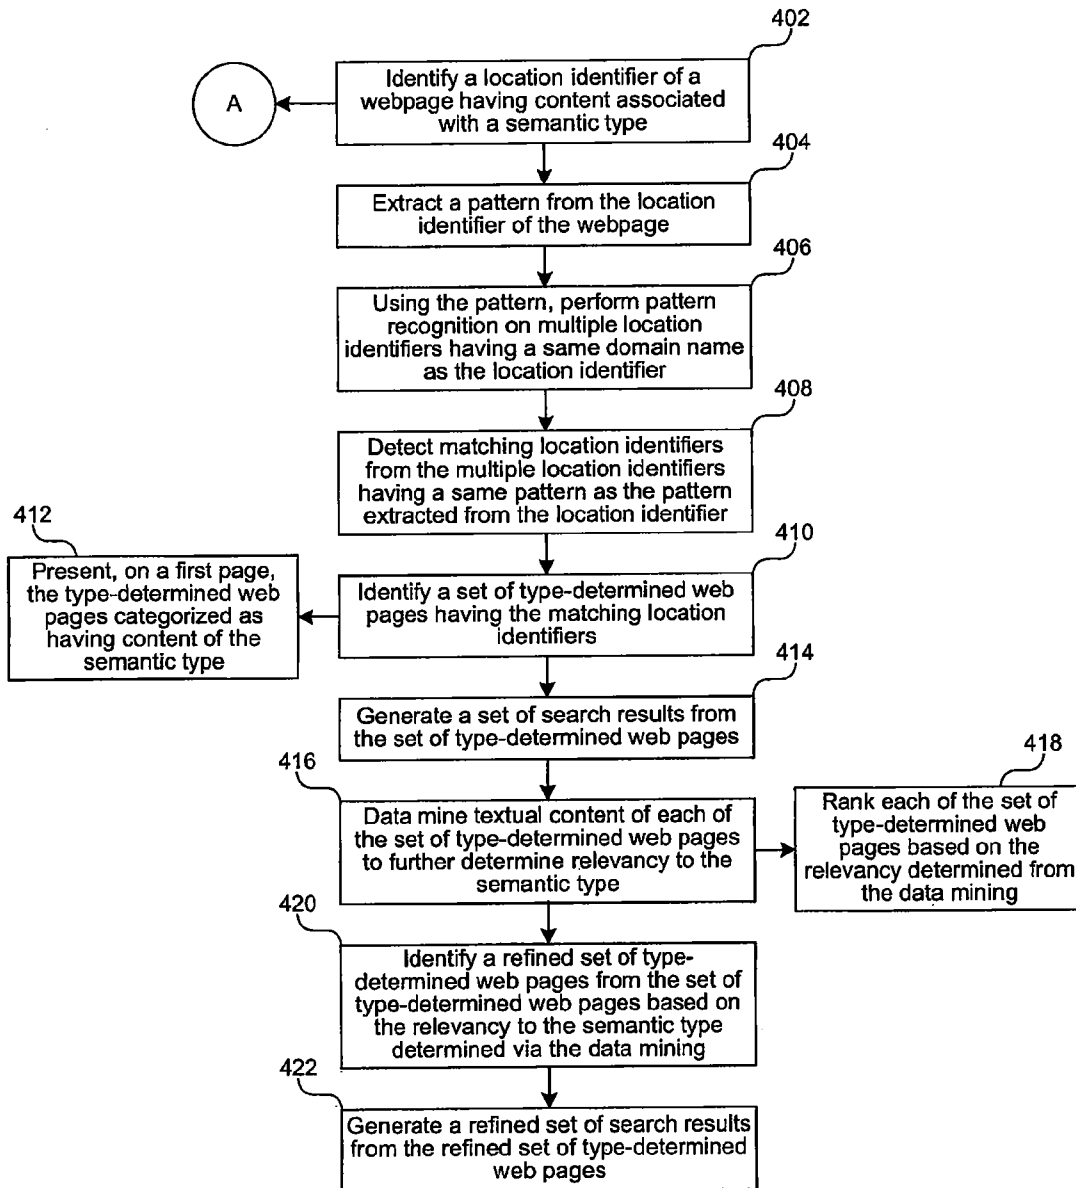 402
Identify a location identifier of a
webpage having content associated
with a semantic type
A
404
Extract a pattern from the location
identifier of the webpage
406
Using the pattern, perform pattern
recognition on multiple location
identifiers having a same domain name
as the location identifier
408
Detect matching location identifiers
from the multiple location identifiers
having a same pattern as the pattern
extracted from the location identifier
412
Present, on a first page,
the type-determined web
pages categorized as
having content of the
semantic type
410
Identify a set of type-determined web
pages having the matching location
identifiers
414
Generate a set of search results from
the set of type-determined web pages
416
Data mine textual content of each of
the set of type-determined web pages
to further determine relevancy to the
semantic type
418
Rank each of the set of
type-determined web
pages based on the
relevancy determined from
the data mining
420
Identify a refined set of type-
determined web pages from the set of
type-determined web pages based on
the relevancy to the semantic type
determined via the data mining
422
Generate a refined set of search results
from the refined set of type-determined
web pages